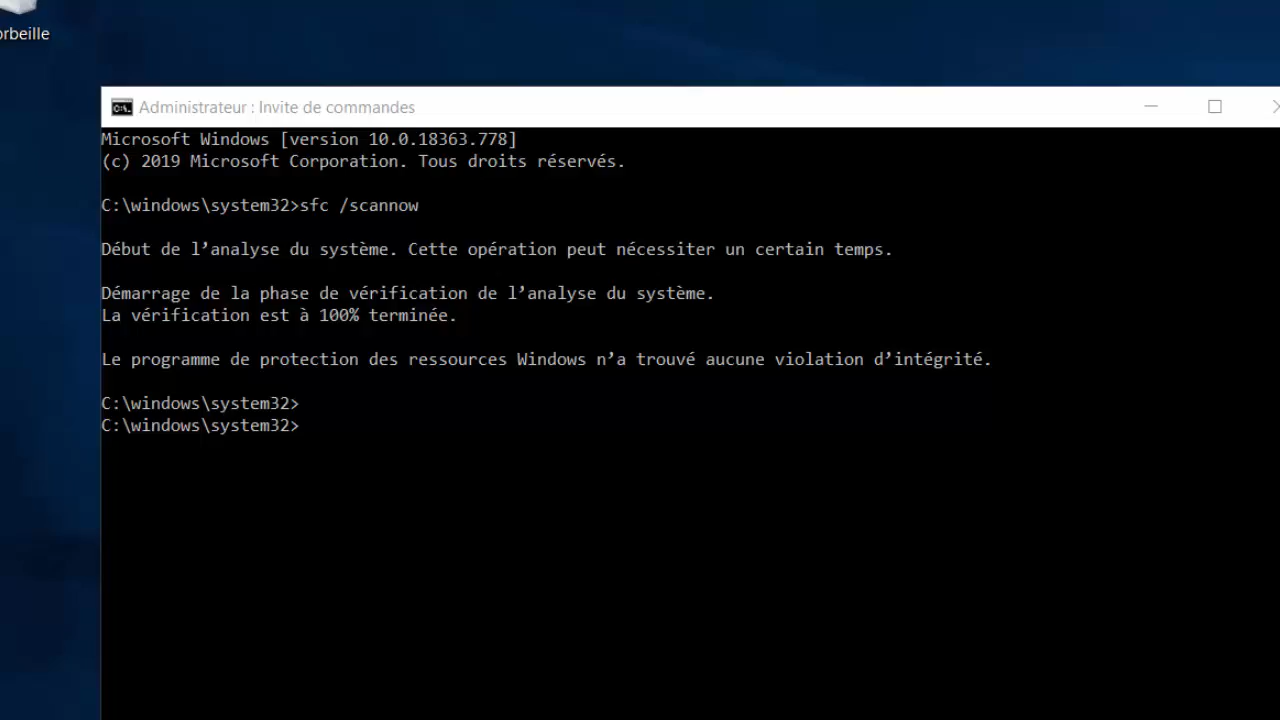 orbeille
Administrateur : Invite de commandes
Microsoft Windows [version 10.0.18363.778]
(c) 2019 Microsoft Corporation. Tous droits réservés.
C:\windows\system32>sfc /scannow
Début de l’analyse du système. Cette opération peut nécessiter un certain temps.
Démarrage de la phase de vérification de l’analyse du système.
La vérification est à 100% terminée.
Le programme de protection des ressources Windows n’a trouvé aucune violation d’intégrité.
C:\windows\system32>
C:\windows\system32>